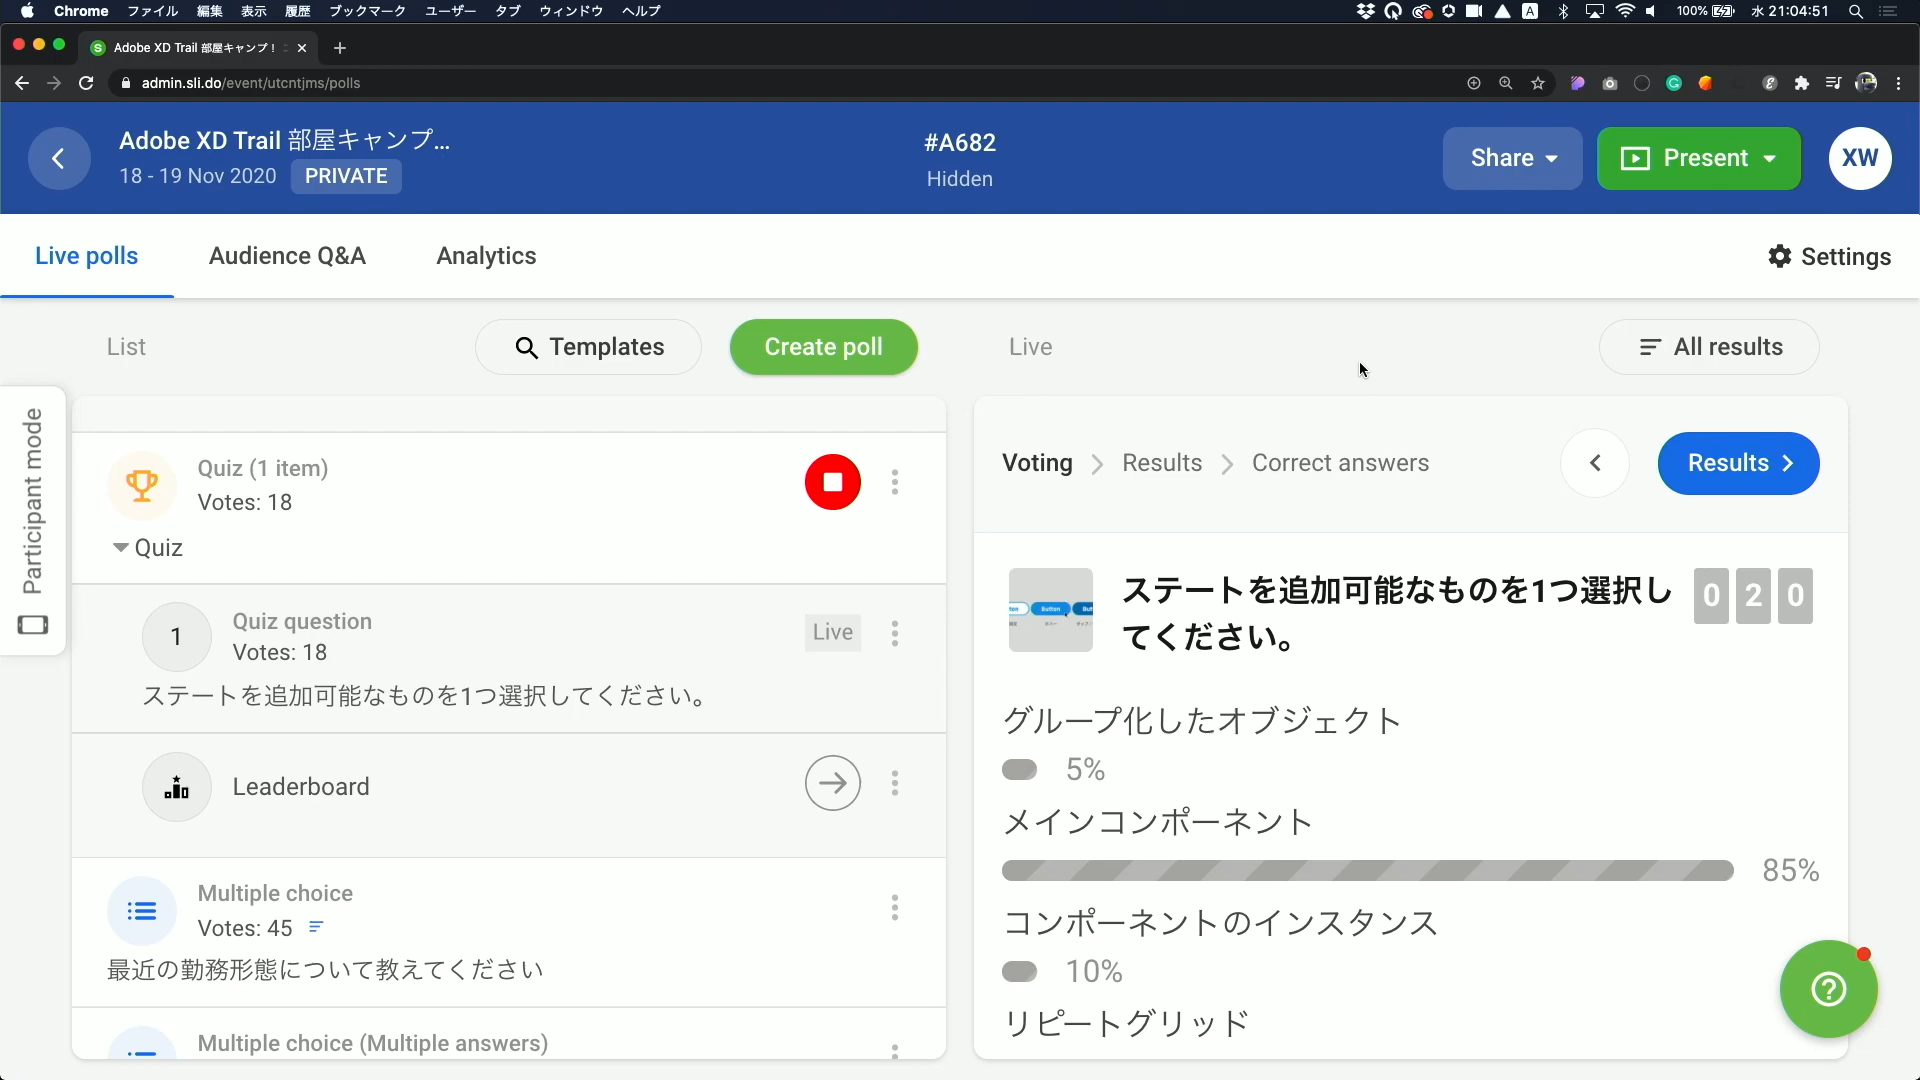 Chrome ファイル 編集 表示 履歴 ブックマーク ユーザー タブ ウィンドウ ヘルプ A 100% 水 21:04:51
S Adobe XD Trail 部屋キャンプ！
admin.sli.do/event/utcntjms/polls
Adobe XD Trail 部屋キャンプ...
18 - 19 Nov 2020 PRIVATE
#A682
Hidden
Share
Present
XW
Live polls
Audience Q&A
Analytics
Settings
List
Templates
Create poll
Live
All results
Participant mode
Quiz (1 item)
Votes: 18
Quiz
1
Quiz question
Votes: 18
Live
ステートを追加可能なものを1つ選択してください。
Leaderboard
Multiple choice
Votes: 45
最近の勤務形態について教えてください
Multiple choice (Multiple answers)
Voting
Results
Correct answers
Results
Button
ステートを追加可能なものを1つ選択し
てください。
0 2 0
グループ化したオブジェクト
5%
メインコンポーネント
85%
コンポーネントのインスタンス
10%
リピートグリッド